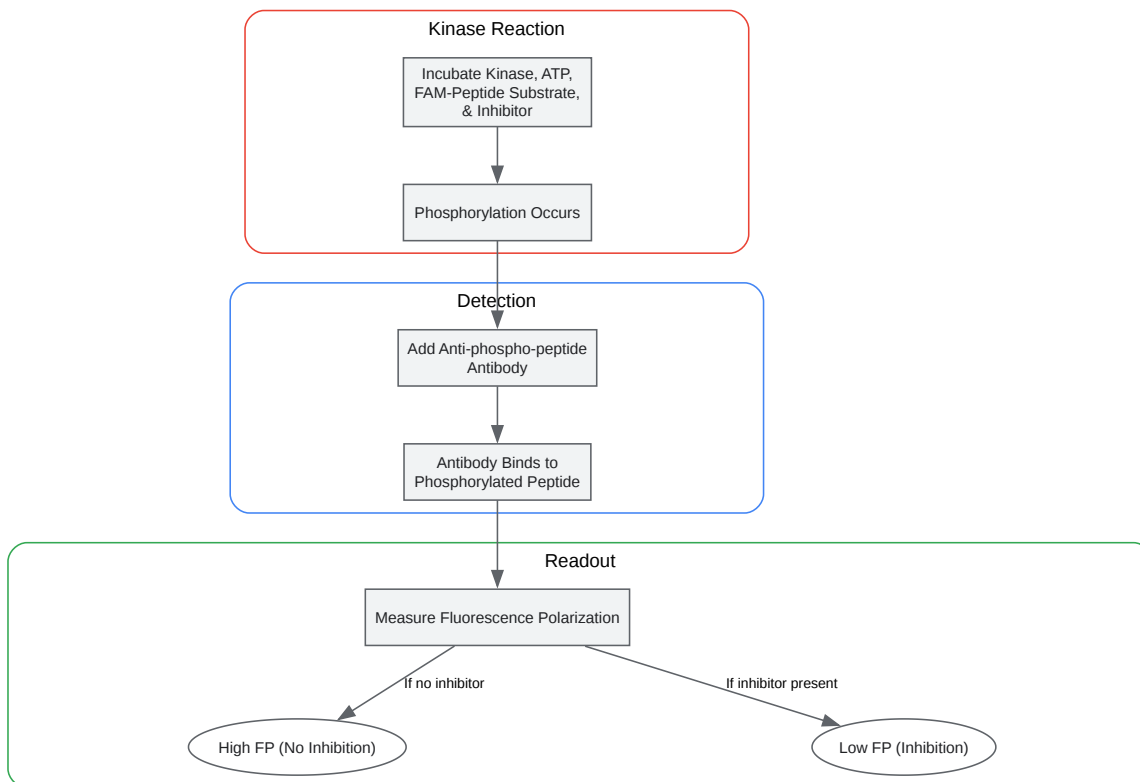 Kinase Reaction
Incubate Kinase, ATP,
FAM-Peptide Substrate,
& Inhibitor
Phosphorylation Occurs
Detection
Add Anti-phospho-peptide
Antibody
Antibody Binds to
Phosphorylated Peptide
Readout
Measure Fluorescence Polarization
If no inhibitor
If inhibitor present
High FP (No Inhibition)
Low FP (Inhibition)